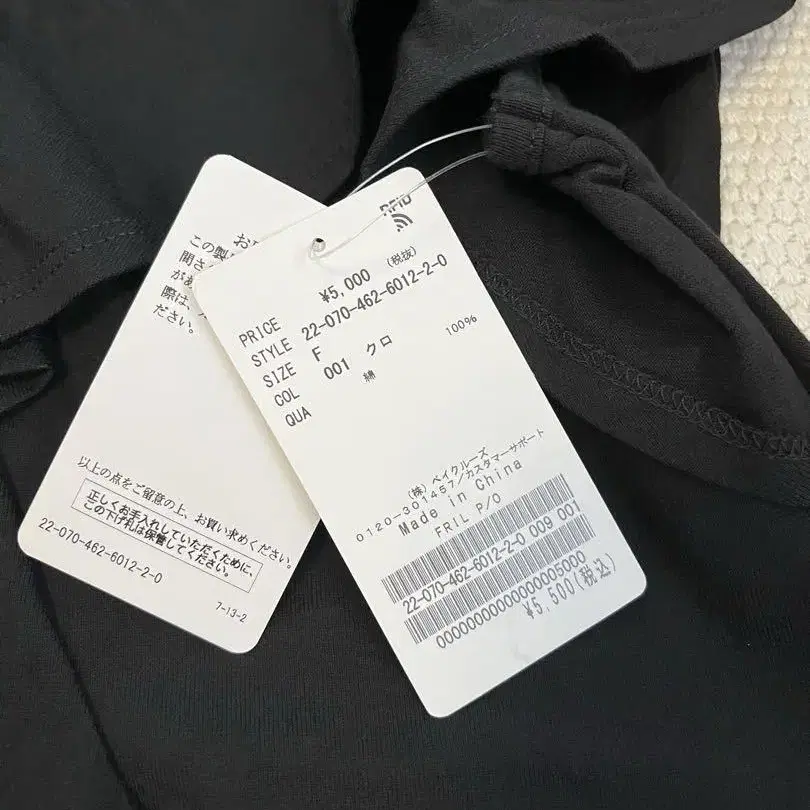 お
この製
間さ
があ
際は、
ださい。
以上の点をご留意の上、お買い求めください。
正しくお手入れしていただくために、
この下げ札は保管してください。
22-070-462-6012-2-0
7-13-2
RFID
PRICE ¥5,000 (税抜)
STYLE 22-070-462-6012-2-0
SIZE F
COL 001 クロ
QUA 綿 100%
(株) ベイクルーズ
0120-301457/カスタマーサポート
Made in China
FRIL P/O
22-070-462-6012-2-0 009 001
0000000000000000005000
¥5,500(税込)